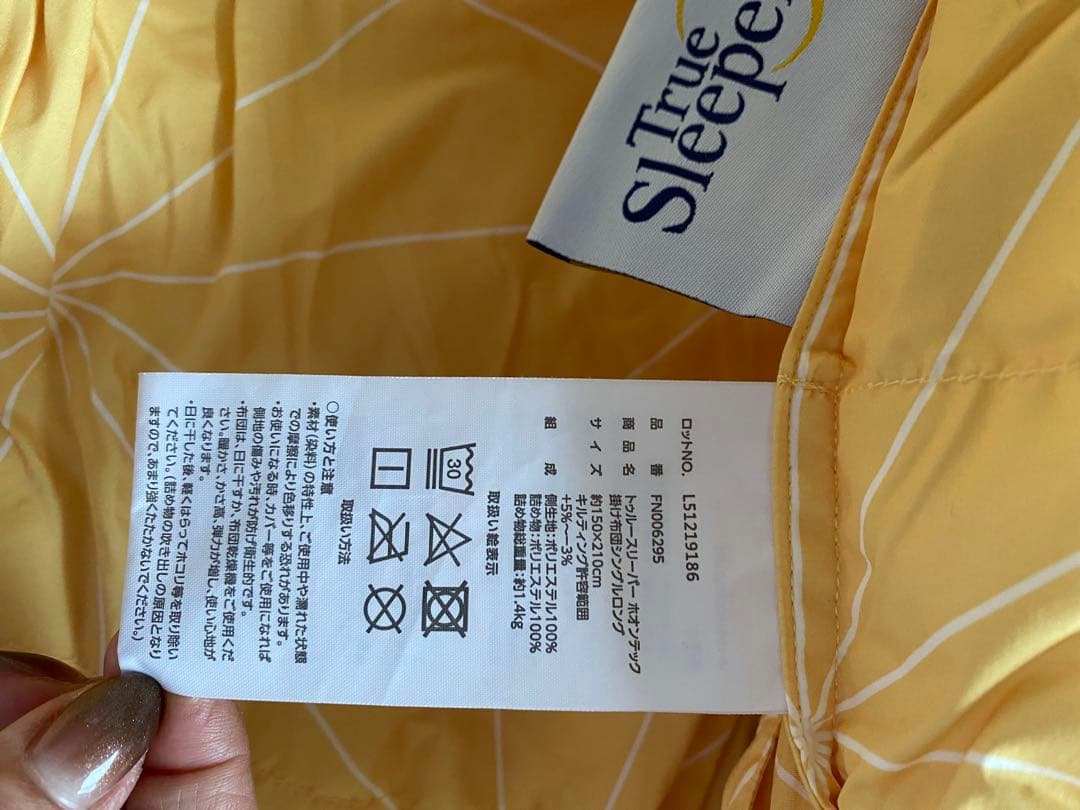 True
Sleepe
ロットNO. L51219186
品番 FN006295
商品名 トゥルースリーパー ホオンテック
掛け布団シングルロング
サイズ 約150×210cm
キルティング許容範囲
+5%~-3%
組成 側生地:ポリエステル100%
詰め物:ポリエステル100%
詰め物総重量:約1.4kg
取扱い絵表示
30
取扱い方法
○使い方と注意
・素材(染料)の特性上、ご使用中や濡れた状態
での摩擦により色移りする恐れがあります。
・お使いになる時、カバー等をご使用になれば
側地の傷みや汚れが防げ衛生的です。
・布団は、日に干すか、布団乾燥機をご使用くだ
さい。暖かさ、かさ高、弾力が増し、使い心地が
良くなります。
・日に干した後、軽くはらってホコリ等を取り除い
てください。(詰め物の吹き出しの原因となり
ますので、あまり強くたたかないでください。)